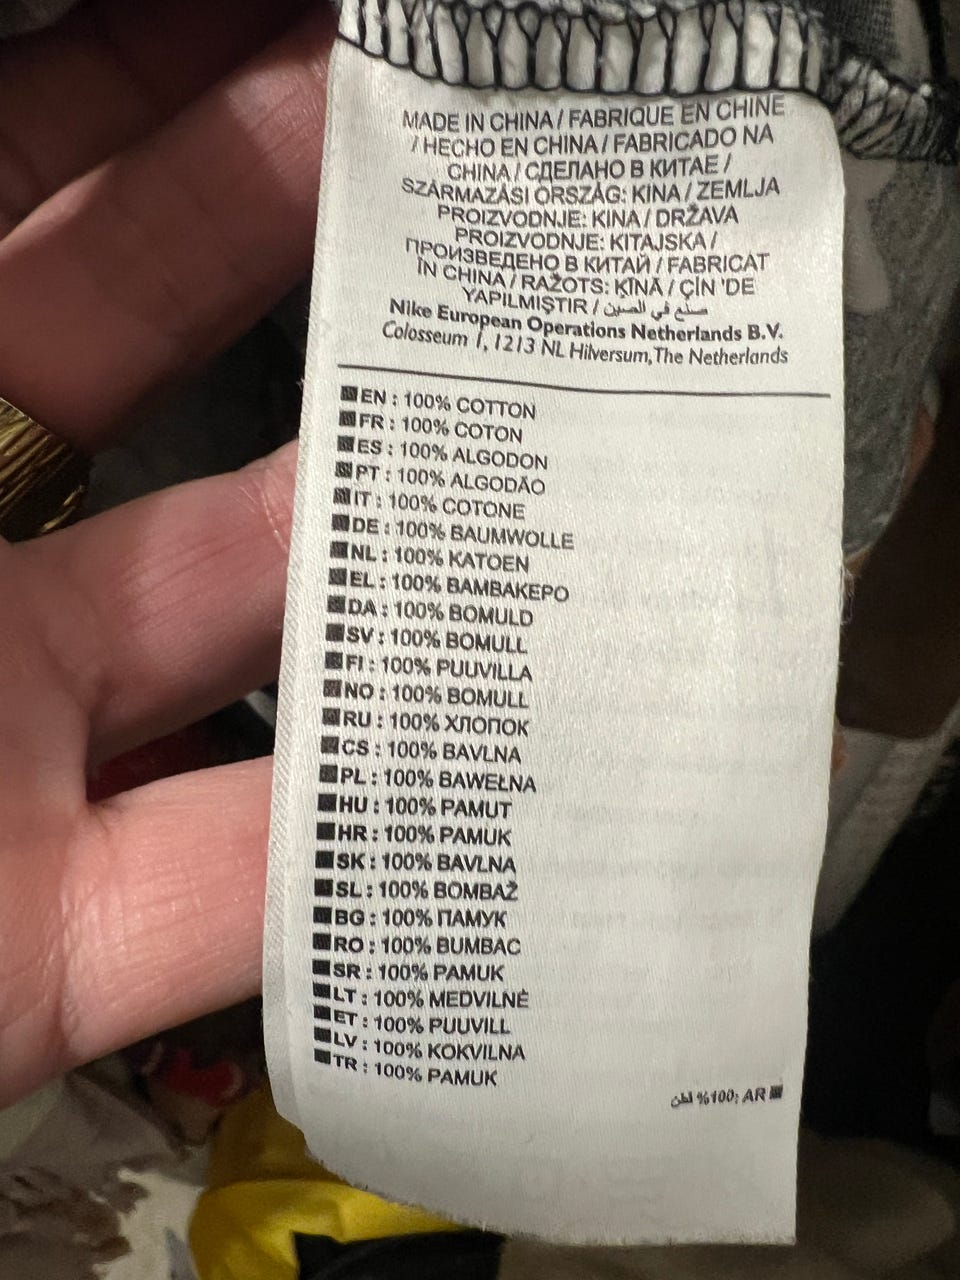 MADE IN CHINA / FABRIQUE EN CHINE
/ HECHO EN CHINA / FABRICADO NA
CHINA / СДЕЛАНО В КИТАЕ /
SZÁRMAZÁSI ORSZÁG: KINA / ZEMLJA
PROIZVODNJE: KINA / DRŽAVA
PROIZVODNJE: KITAJSKA /
ПРОИЗВЕДЕНО В КИТАЙ / FABRICAT
ÎN CHINA / RAŽOTS: ĶĪNĀ / ÇİN 'DE
YAPILMIŞTIR / صنع في الصين
Nike European Operations Netherlands B.V.
Colosseum 1, 1213 NL Hilversum, The Netherlands
EN : 100% COTTON
FR : 100% COTON
ES : 100% ALGODON
PT : 100% ALGODÃO
IT : 100% COTONE
DE : 100% BAUMWOLLE
NL : 100% KATOEN
EL : 100% BAMBAKEPO
DA : 100% BOMULD
SV : 100% BOMULL
FI : 100% PUUVILLA
NO : 100% BOMULL
RU : 100% ХЛОПОК
CS : 100% BAVLNA
PL : 100% BAWEŁNA
HU : 100% PAMUT
HR : 100% PAMUK
SK : 100% BAVLNA
SL : 100% BOMBAŽ
BG : 100% ПАМУК
RO : 100% BUMBAC
SR : 100% PAMUK
LT : 100% MEDVILNĖ
ET : 100% PUUVILL
LV : 100% KOKVILNA
TR : 100% PAMUK
قطن %100: AR